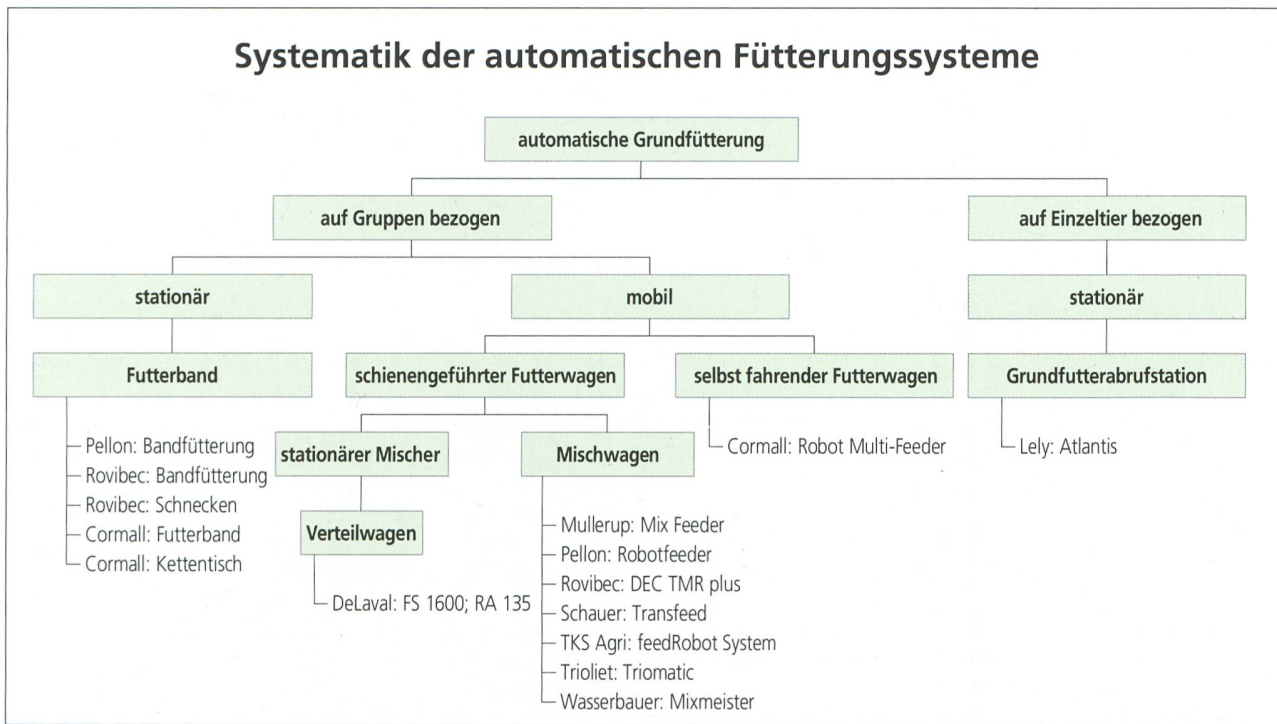 Systematik der automatischen Fütterungssysteme
automatische Grundfütterung
auf Gruppen bezogen
auf Einzeltier bezogen
stationär
mobil
stationär
Futterband
schienengeführter Futterwagen
selbst fahrender Futterwagen
Grundfutterabrufstation
Pellon: Bandfütterung
Rovibec: Bandfütterung
Rovibec: Schnecken
Cormall: Futterband
Cormall: Kettentisch
stationärer Mischer
Verteilwagen
DeLaval: FS 1600; RA 135
Mischwagen
Mullerup: Mix Feeder
Pellon: Robotfeeder
Rovibec: DEC TMR plus
Schauer: Transfeed
TKS Agri: feedRobot System
Trioliet: Triomatic
Wasserbauer: Mixmeister
Cormall: Robot Multi-Feeder
Lely: Atlantis